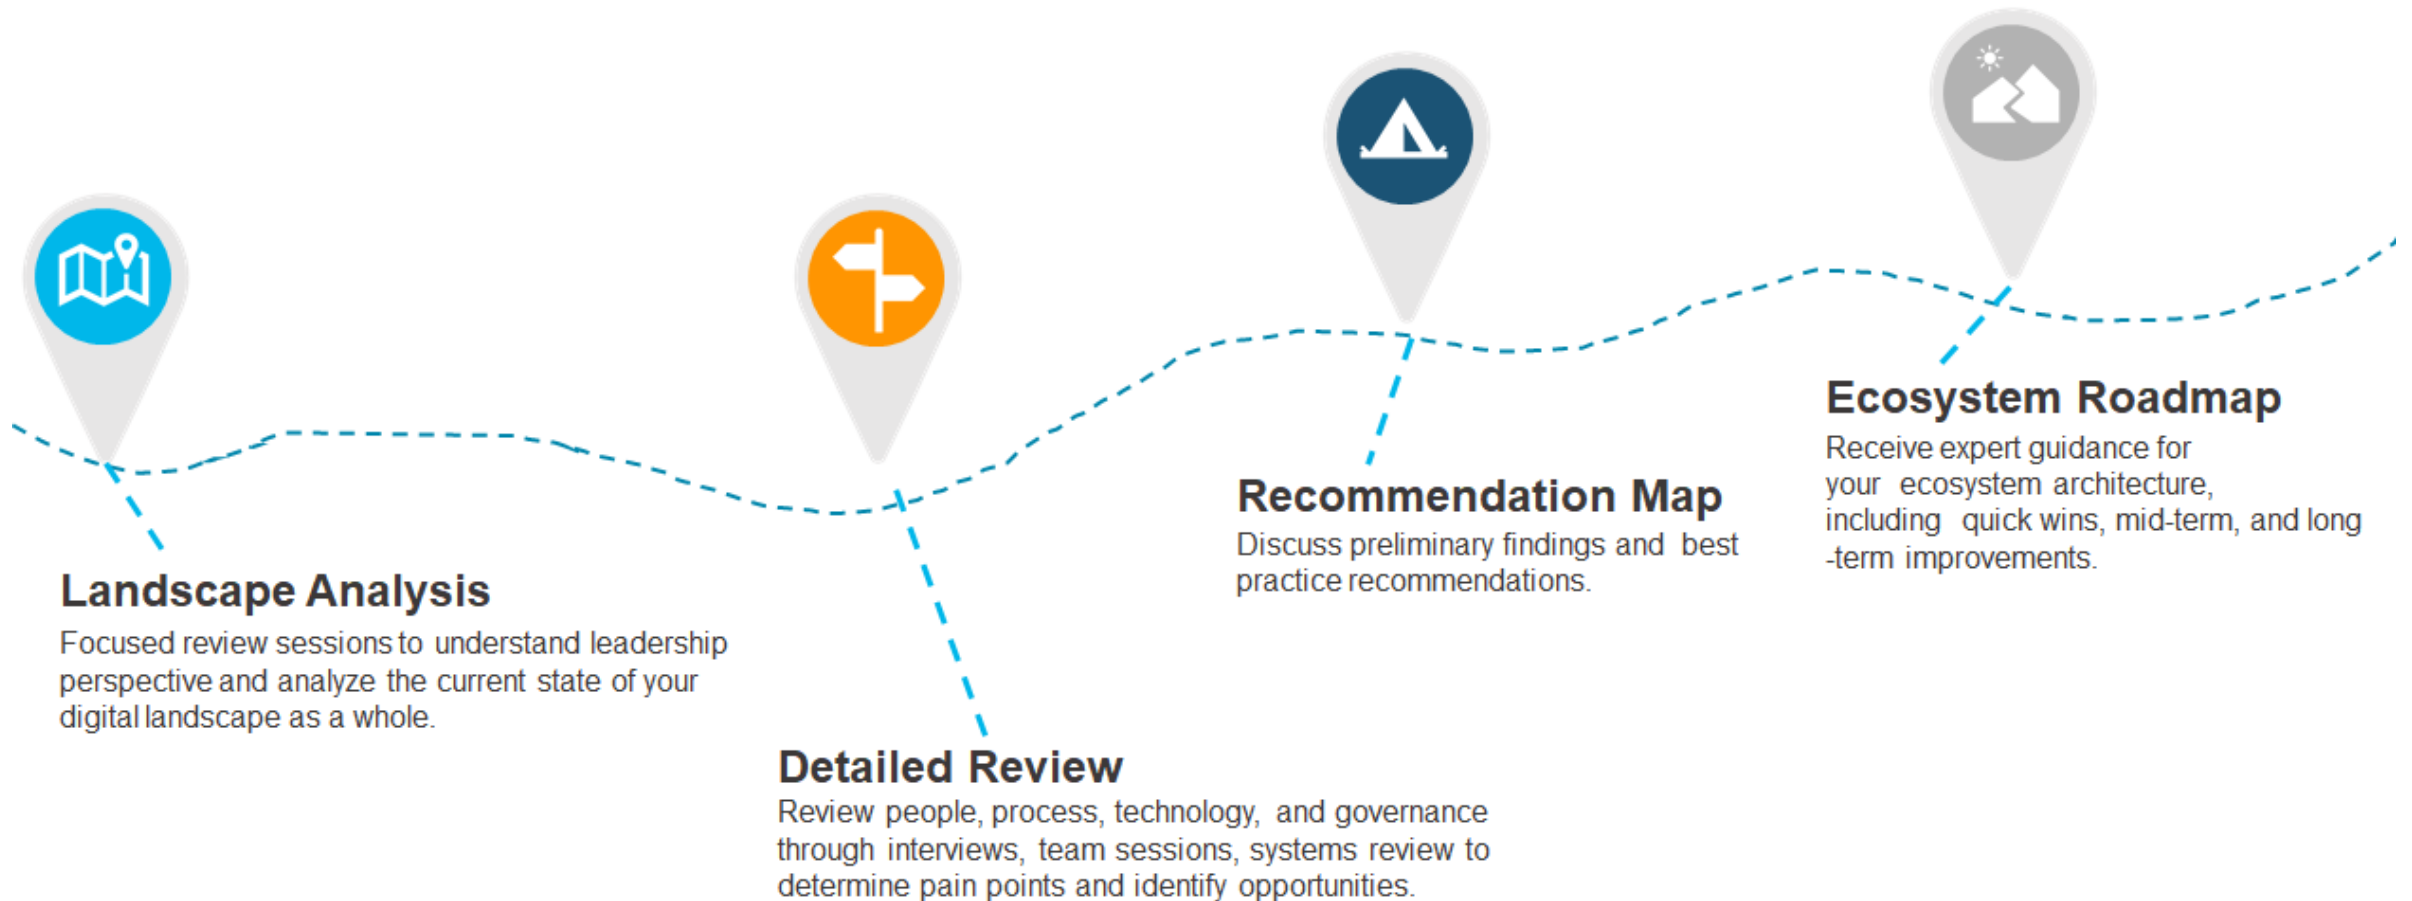 Landscape Analysis
Focused review sessions to understand leadership
perspective and analyze the current state of your
digital landscape as a whole.
Detailed Review
Review people, process, technology, and governance
through interviews, team sessions, systems review to
determine pain points and identify opportunities.
Recommendation Map
Discuss preliminary findings and best
practice recommendations.
Ecosystem Roadmap
Receive expert guidance for
your ecosystem architecture,
including quick wins, mid-term, and long
-term improvements.